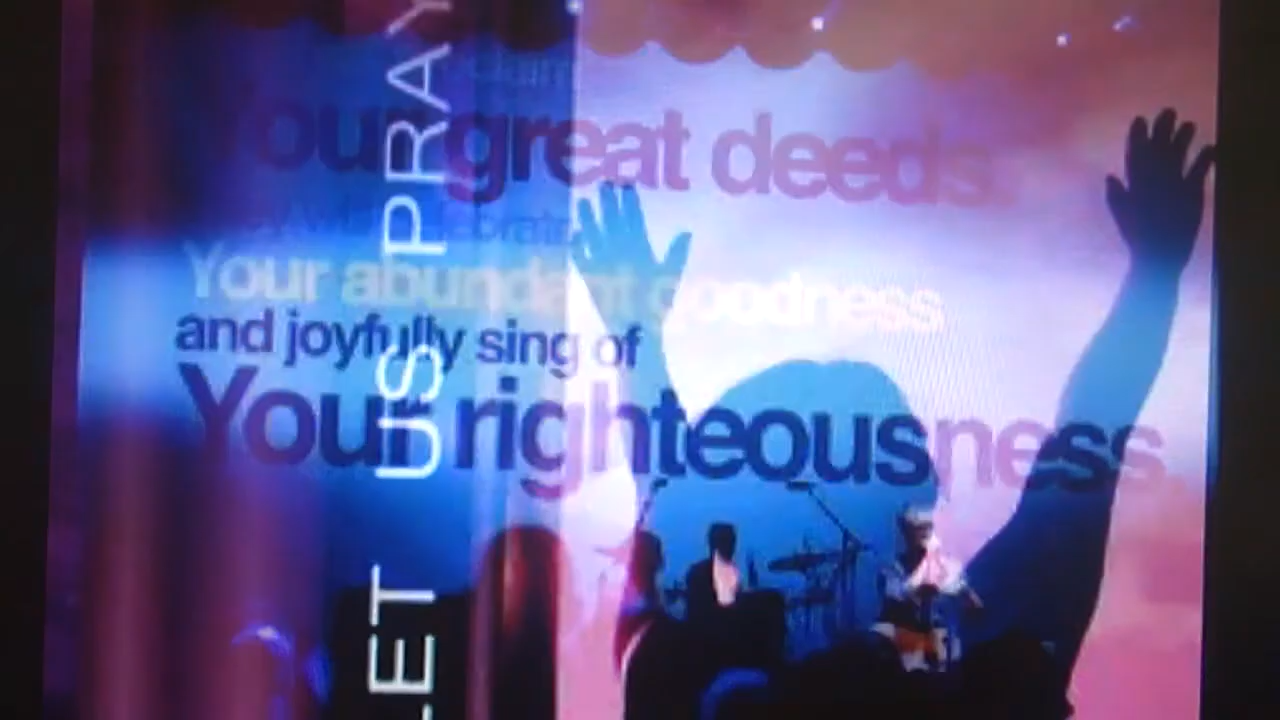 Your great deeds.
Your abundant goodness
and joyfully sing of
Your righteousness
LET US PRAY